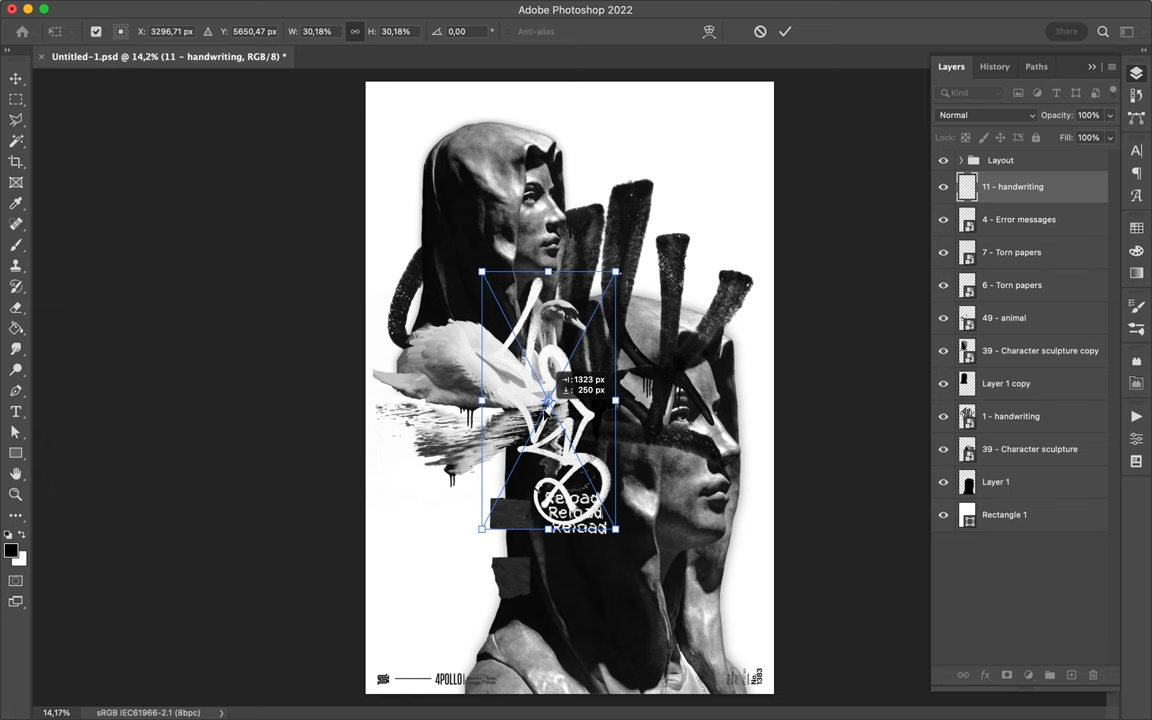 Adobe Photoshop 2022
X: 3296,71 px Y: 5650,47 px W: 30,18% H: 30,18% 0,00 ° Anti-alias Share
Untitled-1.psd @ 14,2% (11 - handwriting, RGB/8) *
Layers History Paths
Kind
Normal Opacity: 100%
Lock: Fill: 100%
Layout
11 - handwriting
4 - Error messages
7 - Torn papers
6 - Torn papers
49 - animal
39 - Character sculpture copy
Layer 1 copy
1 - handwriting
39 - Character sculpture
Layer 1
Rectangle 1
1323 px
250 px
Reload
Reload
Reload
4POLLO
No. 1383
14,17% sRGB IEC61966-2.1 (8bpc)